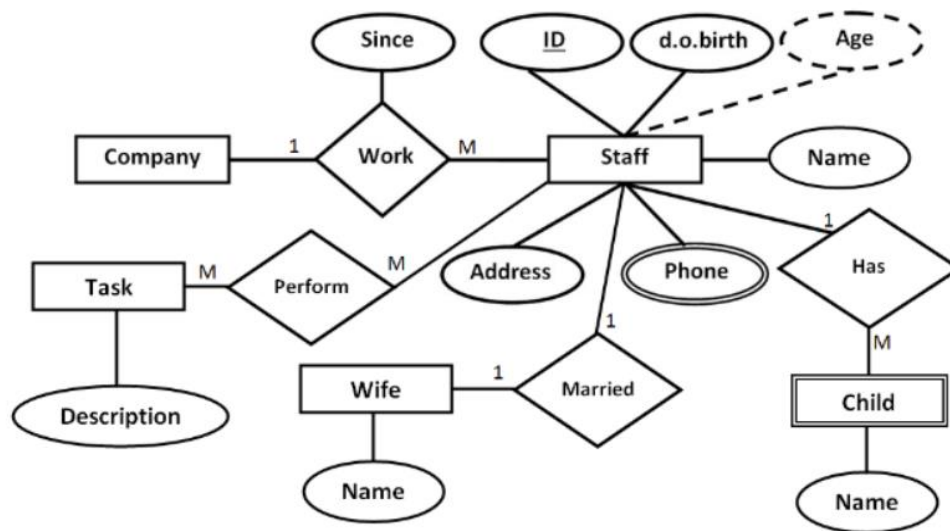 Since
ID
d.o.birth
Age
Company
1
Work
M
Staff
Name
Task
M
Perform
M
Address
Phone
1
Has
M
Child
Name
1
Married
1
Wife
Name
Description